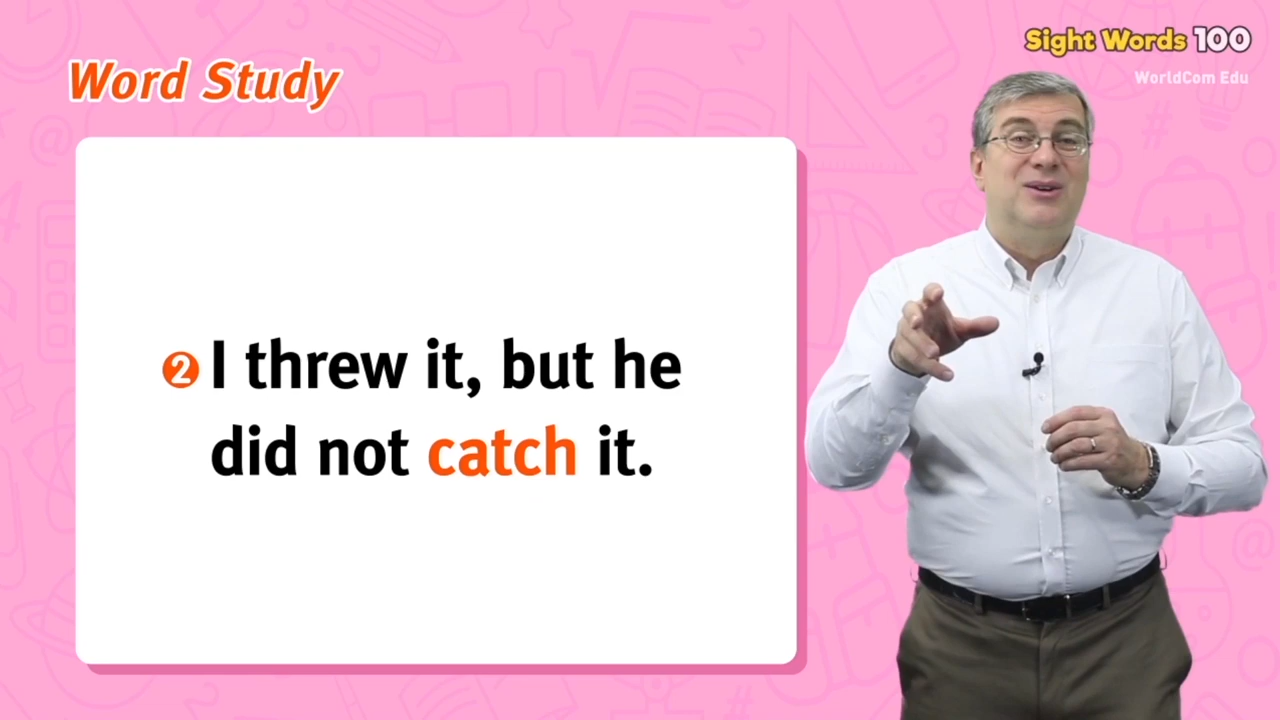 Word Study
Sight Words 100
WorldCom Edu
2 I threw it, but he
did not catch it.